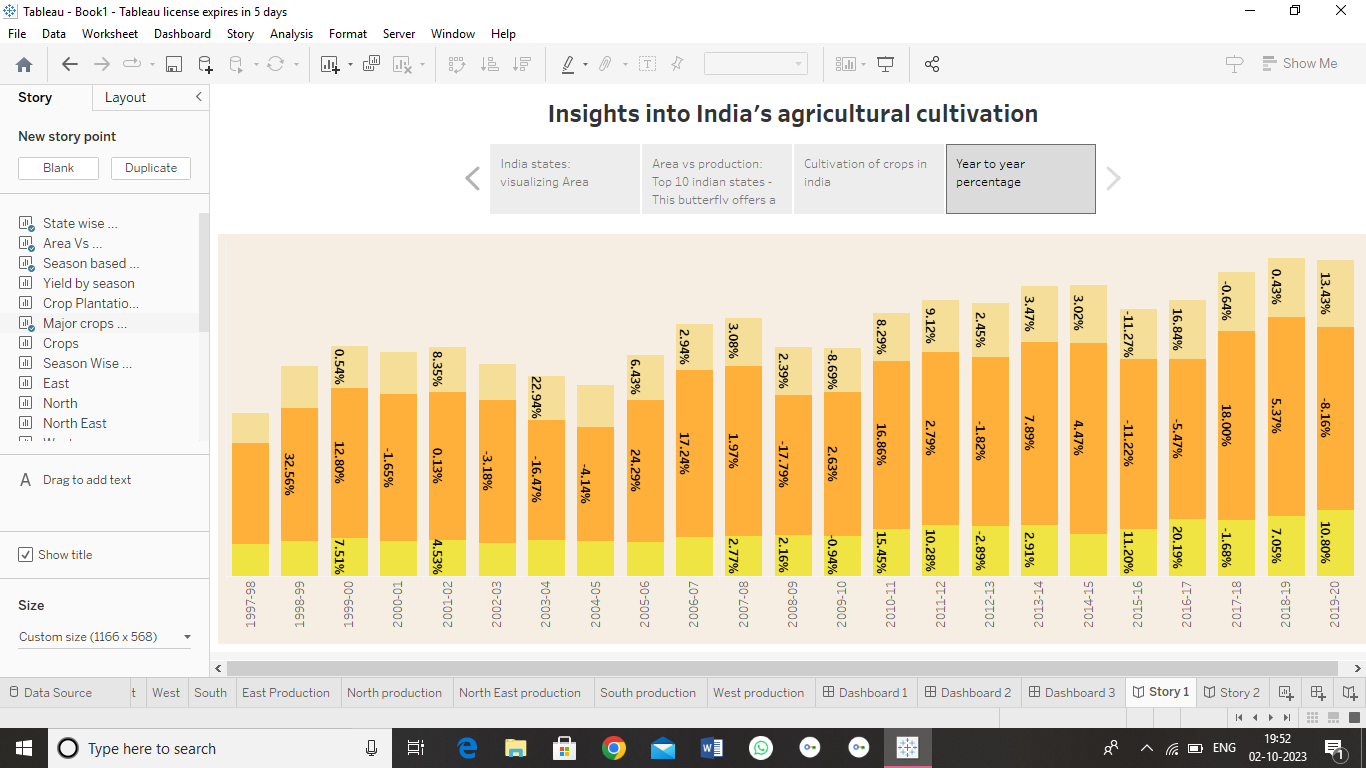 Tableau - Book1 - Tableau license expires in 5 days
File Data Worksheet Dashboard Story Analysis Format Server Window Help
Show Me
Story Layout
New story point
Blank Duplicate
State wise ...
Area Vs ...
Season based ...
Yield by season
Crop Plantatio...
Major crops ...
Crops
Season Wise ...
East
North
North East
A Drag to add text
Show title
Size
Custom size (1166 x 568)
Insights into India's agricultural cultivation
India states:
visualizing Area
Area vs production:
Top 10 indian states -
This butterfly offers a
Cultivation of crops in
india
Year to year
percentage
0.54% 8.35% 22.94% 6.43% 2.94% 3.08% 2.39% -8.69% 8.29% 9.12% 2.45% 3.47% 3.02% -11.27% 16.84% -0.64% 0.43% 13.43%
32.56% 12.80% -1.65% 0.13% -3.18% -16.47% -4.14% 24.29% 17.24% 1.97% -17.79% 2.63% 16.86% 2.79% -1.82% 7.89% 4.47% -11.22% -5.47% 18.00% 5.37% -8.16%
7.51% 4.53% 2.77% 2.16% -0.94% 15.45% 10.28% -2.89% 2.91% 11.20% 20.19% -1.68% 7.05% 10.80%
1997-98 1998-99 1999-00 2000-01 2001-02 2002-03 2003-04 2004-05 2005-06 2006-07 2007-08 2008-09 2009-10 2010-11 2011-12 2012-13 2013-14 2014-15 2015-16 2016-17 2017-18 2018-19 2019-20
Data Source t West South East Production North production North East production South production West production Dashboard 1 Dashboard 2 Dashboard 3 Story 1 Story 2
Type here to search
ENG
19:52
02-10-2023
1